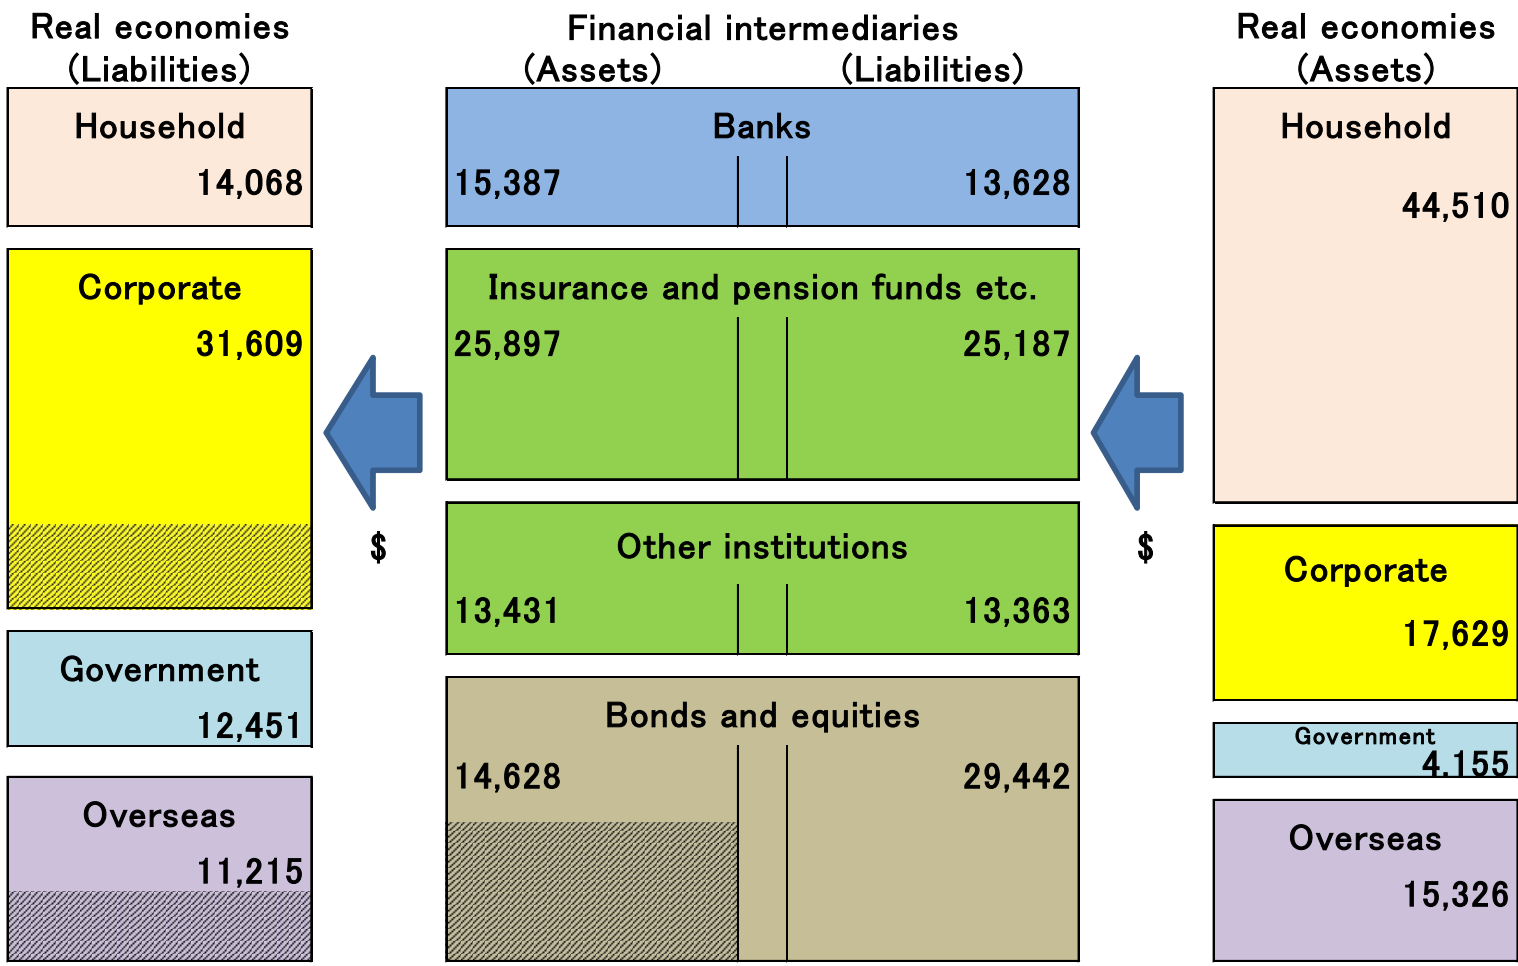 Real economies
(Liabilities)
Household
14,068
Corporate
31,609
Government
12,451
Overseas
11,215
$
Financial intermediaries
(Assets) (Liabilities)
Banks
15,387 13,628
Insurance and pension funds etc.
25,897 25,187
Other institutions
13,431 13,363
Bonds and equities
14,628 29,442
$
Real economies
(Assets)
Household
44,510
Corporate
17,629
Government
4,155
Overseas
15,326